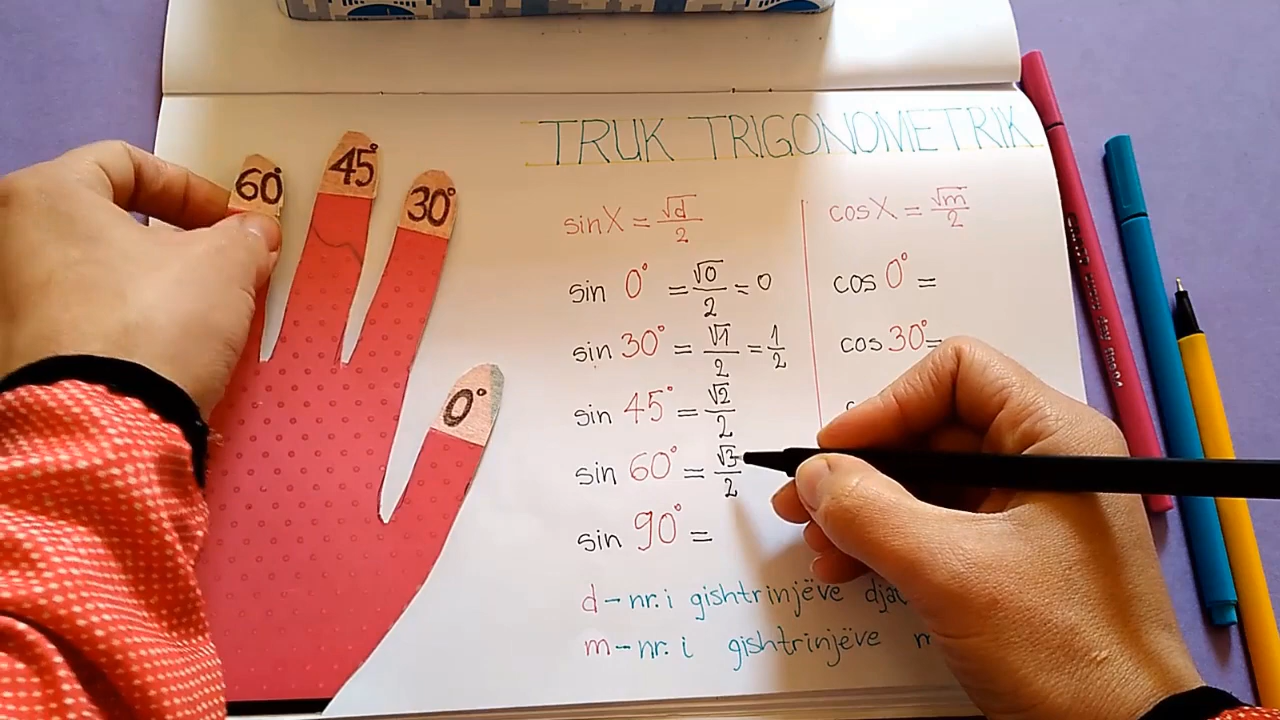 TRUK TRIGONOMETRIK
60°
45°
30°
0°
sinX = √d/2
sin 0° = √0/2 = 0
sin 30° = √1/2 = 1/2
sin 45° = √2/2
sin 60° = √3/2
sin 90° =
cosX = √m/2
cos 0° =
cos 30° =
d – nr. i gishtrinjëve
m – nr. i gishtrinjëve